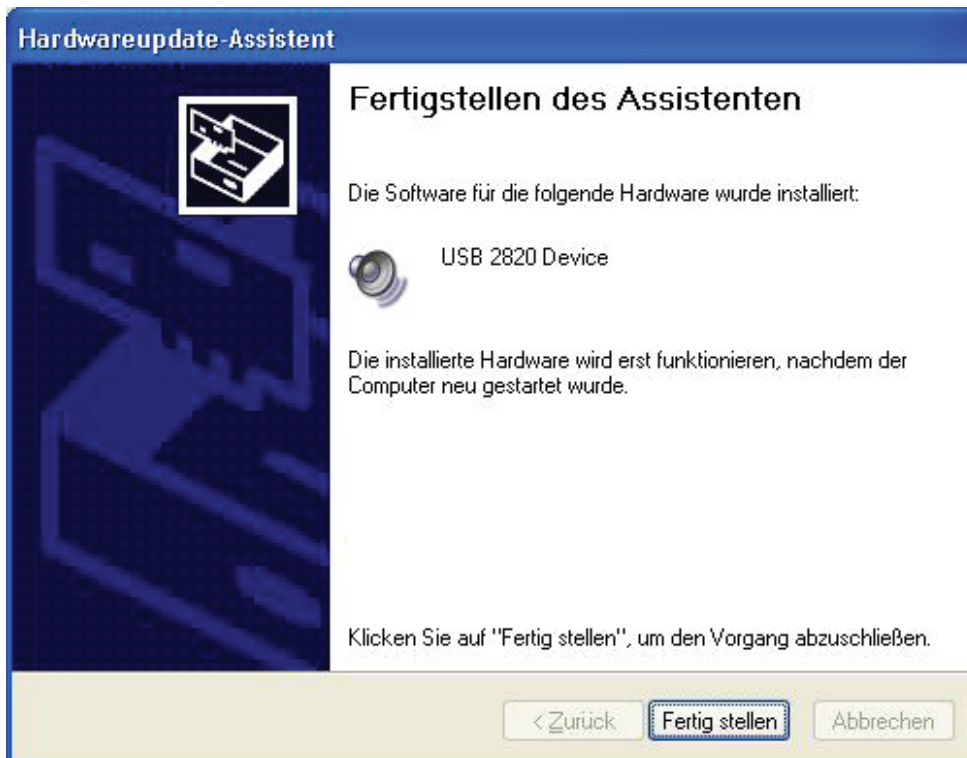 Hardwareupdate-Assistent
Fertigstellen des Assistenten
Die Software für die folgende Hardware wurde installiert:
USB 2820 Device
Die installierte Hardware wird erst funktionieren, nachdem der
Computer neu gestartet wurde.
Klicken Sie auf "Fertig stellen", um den Vorgang abzuschließen.
< Zurück Fertig stellen Abbrechen